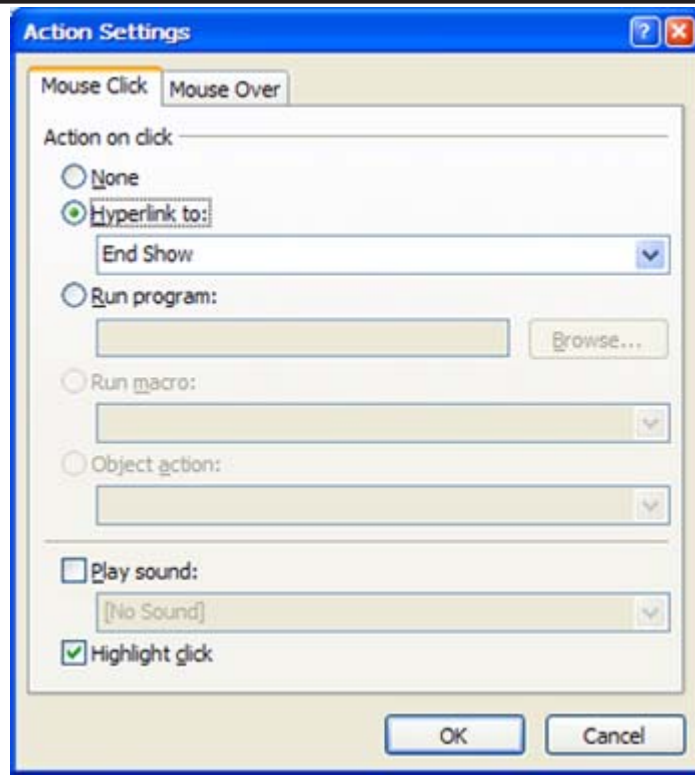 Action Settings
Mouse Click Mouse Over
Action on click
None
Hyperlink to:
End Show
Run program:
Browse...
Run macro:
Object action:
Play sound:
[No Sound]
Highlight click
OK Cancel